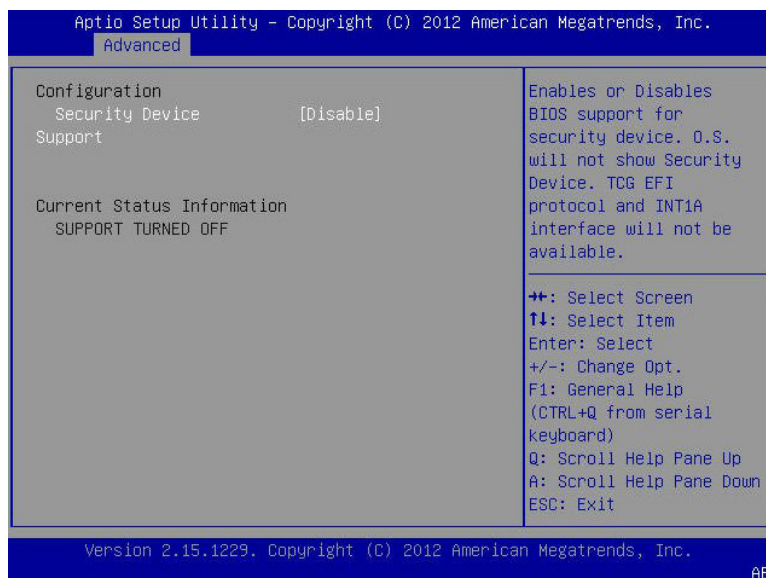 Aptio Setup Utility – Copyright (C) 2012 American Megatrends, Inc.
Advanced
Configuration
Security Device [Disable]
Support
Current Status Information
SUPPORT TURNED OFF
Enables or Disables
BIOS support for
security device. O.S.
will not show Security
Device. TCG EFI
protocol and INT1A
interface will not be
available.
→←: Select Screen
↑↓: Select Item
Enter: Select
+/-: Change Opt.
F1: General Help
(CTRL+Q from serial
keyboard)
Q: Scroll Help Pane Up
A: Scroll Help Pane Down
ESC: Exit
Version 2.15.1229. Copyright (C) 2012 American Megatrends, Inc.